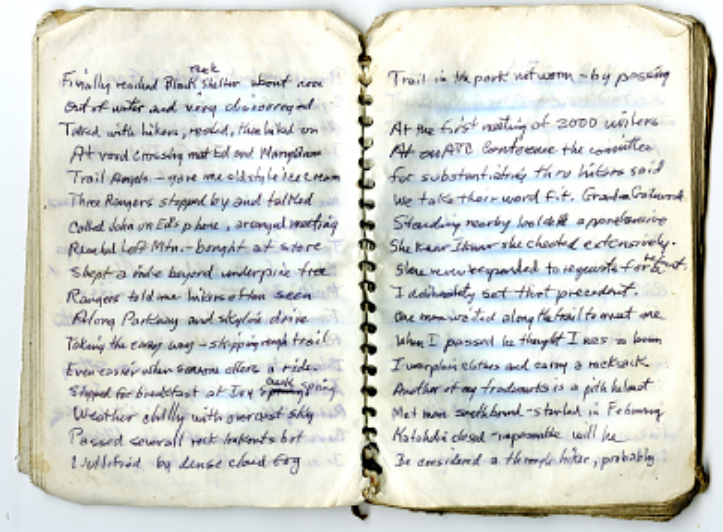 rock
Finally reached Black shelter about noon
Out of water and very discouraged
Talked with hikers, rested, then hiked on
At road crossing met Ed and Maryann
Trail Angels - gave me old style ice cream
Three Rangers stopped by and talked
Called John on Ed's phone, arranged meeting
Reached Loft Mtn. - bought at store
Slept a mile beyond under pine tree
Rangers told me hikers often seen
Along Parkway and skyline drive
Taking the easy way - skipping rough trail
Even easier when someone offers a ride.
creek
Stopped for breakfast at Ivy spring
Weather chilly with overcast sky
Passed several rock lookouts but
by dense cloud fog
Trail in the park not worn - by passing
At the first meeting of 2000 milers
At an ATC Conference the committee
for substantiating thru hikers said
We take their word for it. Grandma Gatewood
Standing nearby apprehensive
She knew I knew she cheated extensively.
She never responded to requests for
I deliberately set that precedent.
One man waited along the trail to meet me
When I passed he thought I was a bum
I wear plain clothes and carry a rucksack.
Another of my trademarks is a pith helmet
Met man southbound - started in February
Katahdin closed - impossible will he
Be considered a through hiker, probably